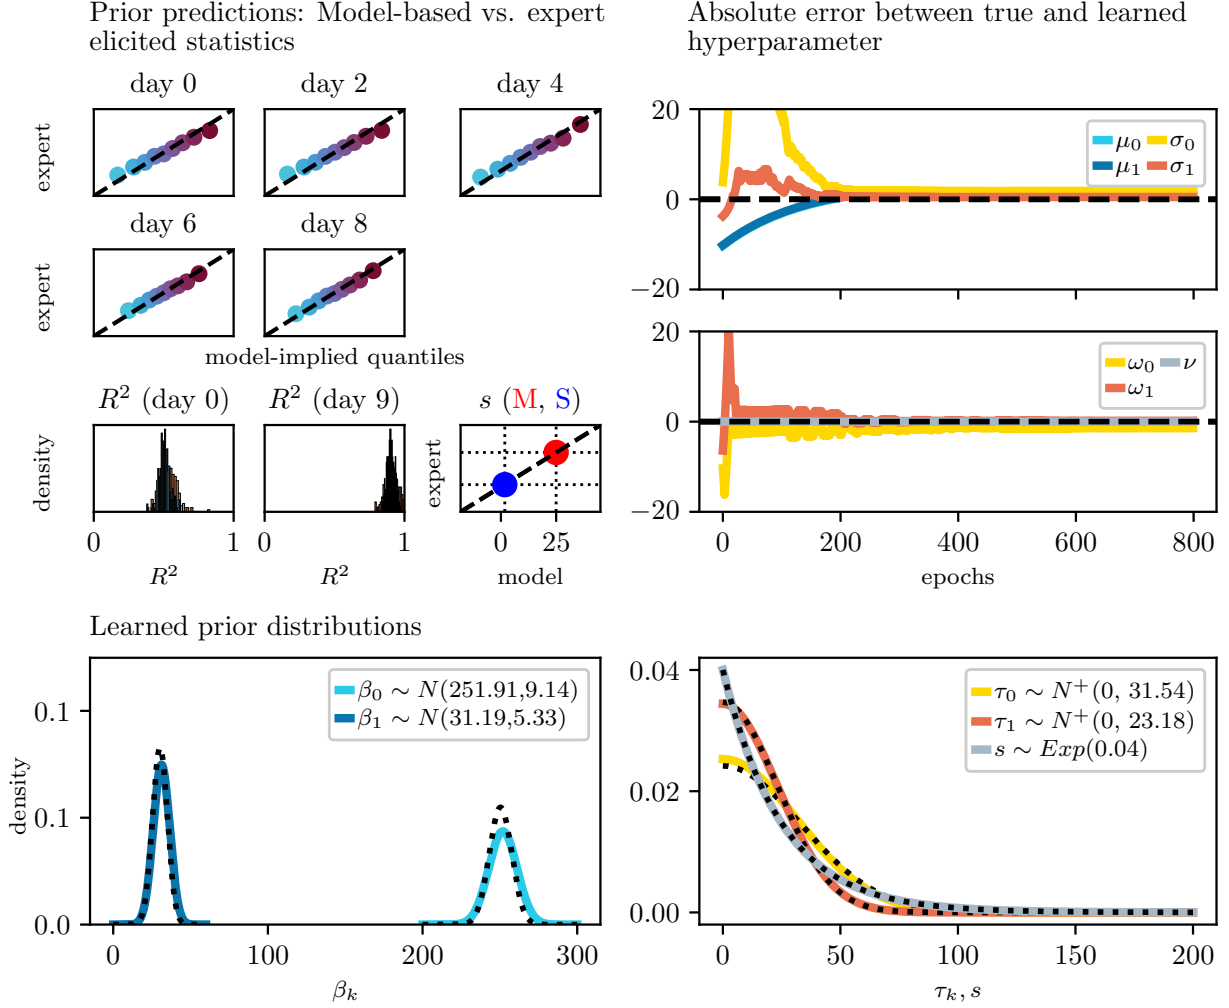 Prior predictions: Model-based vs. expert
elicited statistics
day 0
day 2
day 4
expert
day 6
day 8
expert
model-implied quantiles
R² (day 0)
R² (day 9)
s (M, S)
density
expert
0
1
0
1
0
25
R²
R²
model
Absolute error between true and learned
hyperparameter
20
0
−20
μ₀
σ₀
μ₁
σ₁
20
0
−20
ω₀
ν
ω₁
0
200
400
600
800
epochs
Learned prior distributions
0.1
0.1
0.0
density
β₀ ∼ N(251.91,9.14)
β₁ ∼ N(31.19,5.33)
0
100
200
300
βₖ
0.04
0.02
0.00
τ₀ ∼ N⁺(0, 31.54)
τ₁ ∼ N⁺(0, 23.18)
s ∼ Exp(0.04)
0
50
100
150
200
τₖ, s